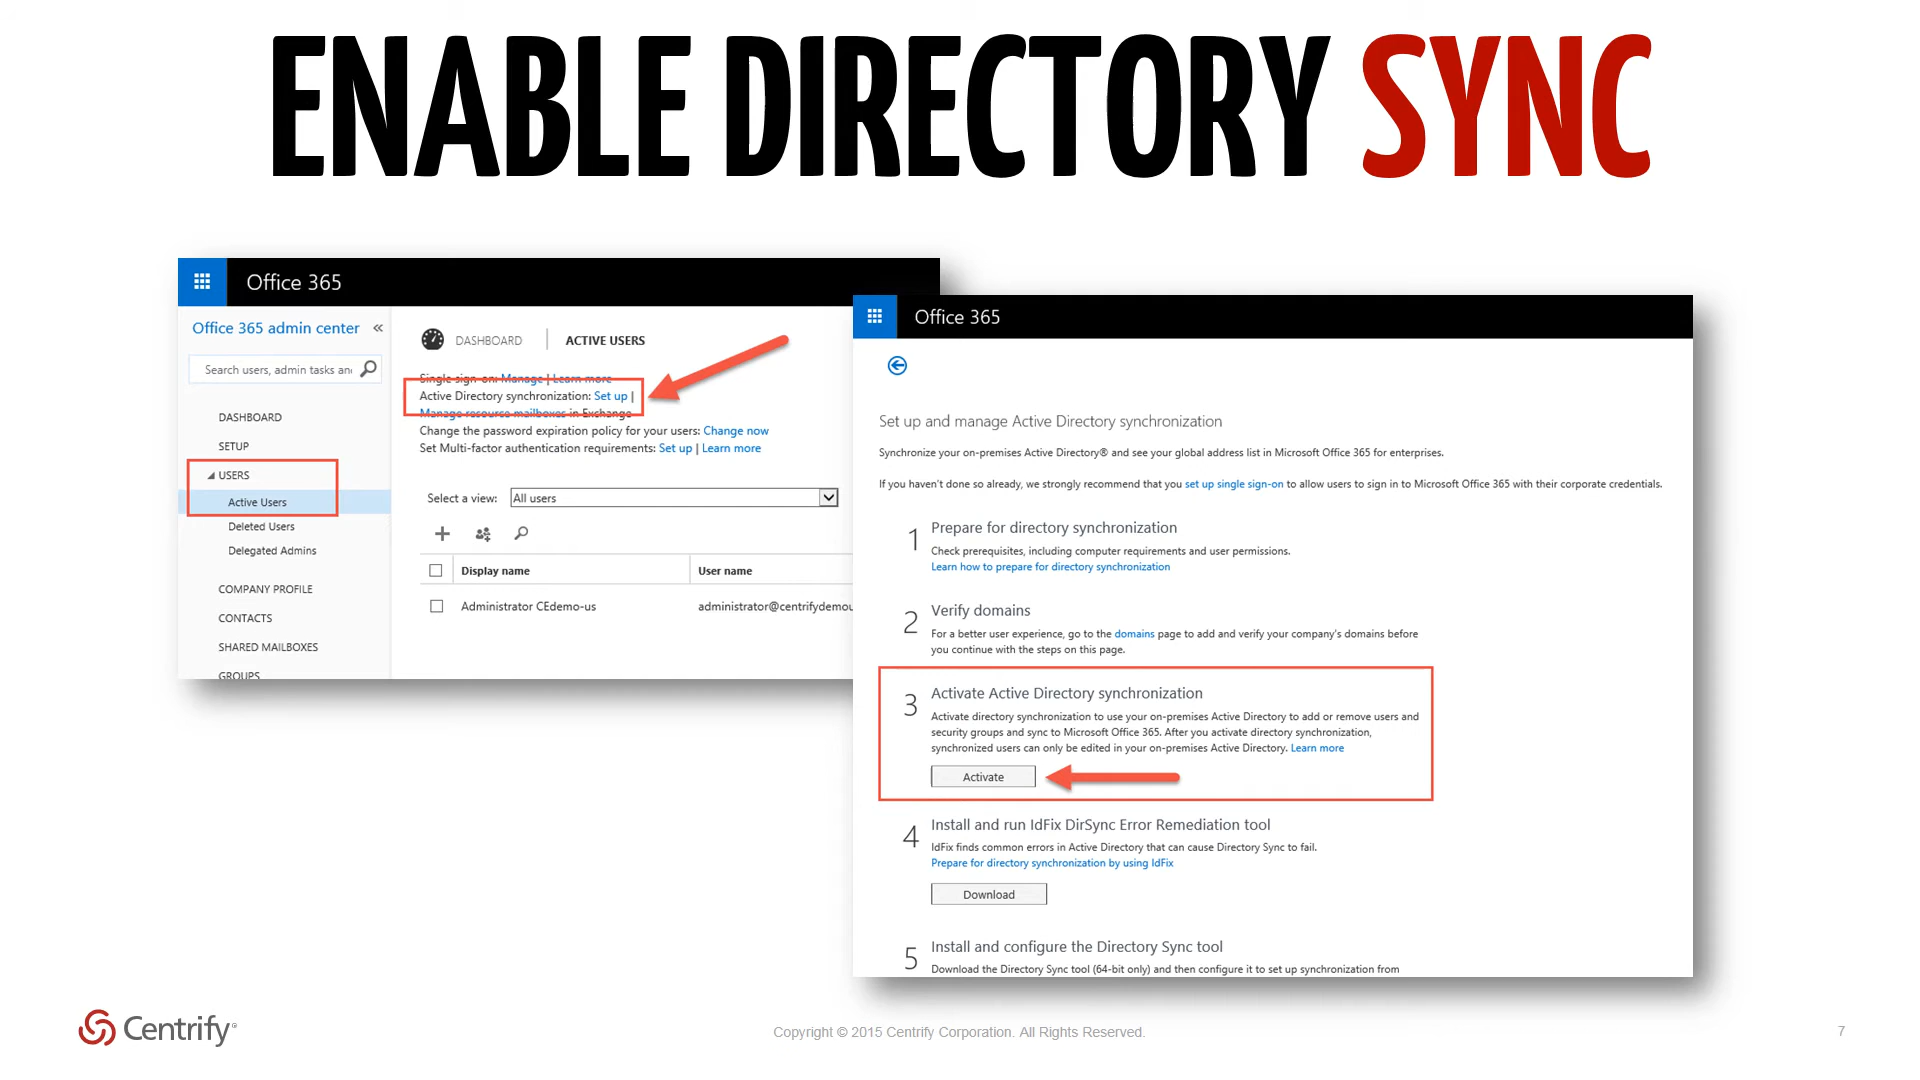 ENABLE DIRECTORY SYNC
Office 365
Office 365 admin center «
Search users, admin tasks an
DASHBOARD
SETUP
USERS
Active Users
Deleted Users
Delegated Admins
COMPANY PROFILE
CONTACTS
SHARED MAILBOXES
GROUPS
DASHBOARD | ACTIVE USERS
Single-sign-on: Manage | Learn more
Active Directory synchronization: Set up |
Manage resource mailboxes in Exchange
Change the password expiration policy for your users: Change now
Set Multi-factor authentication requirements: Set up | Learn more
Select a view: All users
Display name User name
Administrator CEdemo-us administrator@centrifydemou
Office 365
Set up and manage Active Directory synchronization
Synchronize your on-premises Active Directory® and see your global address list in Microsoft Office 365 for enterprises.
If you haven't done so already, we strongly recommend that you set up single sign-on to allow users to sign in to Microsoft Office 365 with their corporate credentials.
1 Prepare for directory synchronization
Check prerequisites, including computer requirements and user permissions.
Learn how to prepare for directory synchronization
2 Verify domains
For a better user experience, go to the domains page to add and verify your company's domains before
you continue with the steps on this page.
3 Activate Active Directory synchronization
Activate directory synchronization to use your on-premises Active Directory to add or remove users and
security groups and sync to Microsoft Office 365. After you activate directory synchronization,
synchronized users can only be edited in your on-premises Active Directory. Learn more
Activate
4 Install and run IdFix DirSync Error Remediation tool
IdFix finds common errors in Active Directory that can cause Directory Sync to fail.
Prepare for directory synchronization by using IdFix
Download
5 Install and configure the Directory Sync tool
Download the Directory Sync tool (64-bit only) and then configure it to set up synchronization from
Centrify®
Copyright © 2015 Centrify Corporation. All Rights Reserved.
7